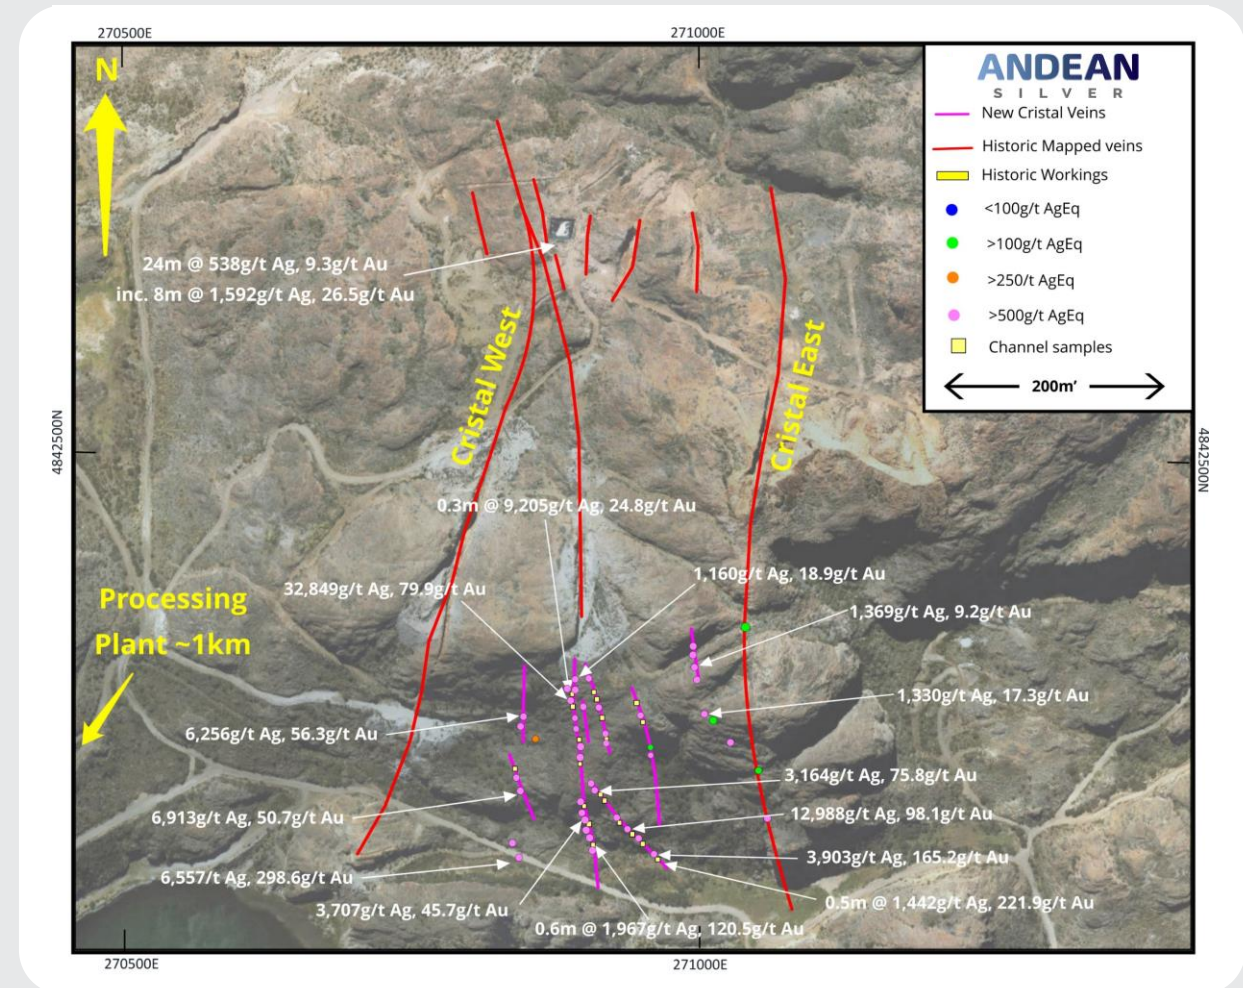 270500E
271000E
N
ANDEAN
SILVER
New Cristal Veins
Historic Mapped veins
Historic Workings
<100g/t AgEq
>100g/t AgEq
>250/t AgEq
>500g/t AgEq
Channel samples
200m'
24m @ 538g/t Ag, 9.3g/t Au
inc. 8m @ 1,592g/t Ag, 26.5g/t Au
Cristal West
Cristal East
4842500N
4842500N
0.3m @ 9,205g/t Ag, 24.8g/t Au
32,849g/t Ag, 79.9g/t Au
1,160g/t Ag, 18.9g/t Au
1,369g/t Ag, 9.2g/t Au
Processing
Plant ~1km
1,330g/t Ag, 17.3g/t Au
6,256g/t Ag, 56.3g/t Au
3,164g/t Ag, 75.8g/t Au
6,913g/t Ag, 50.7g/t Au
12,988g/t Ag, 98.1g/t Au
3,903g/t Ag, 165.2g/t Au
6,557/t Ag, 298.6g/t Au
0.5m @ 1,442g/t Ag, 221.9g/t Au
3,707g/t Ag, 45.7g/t Au
0.6m @ 1,967g/t Ag, 120.5g/t Au
270500E
271000E